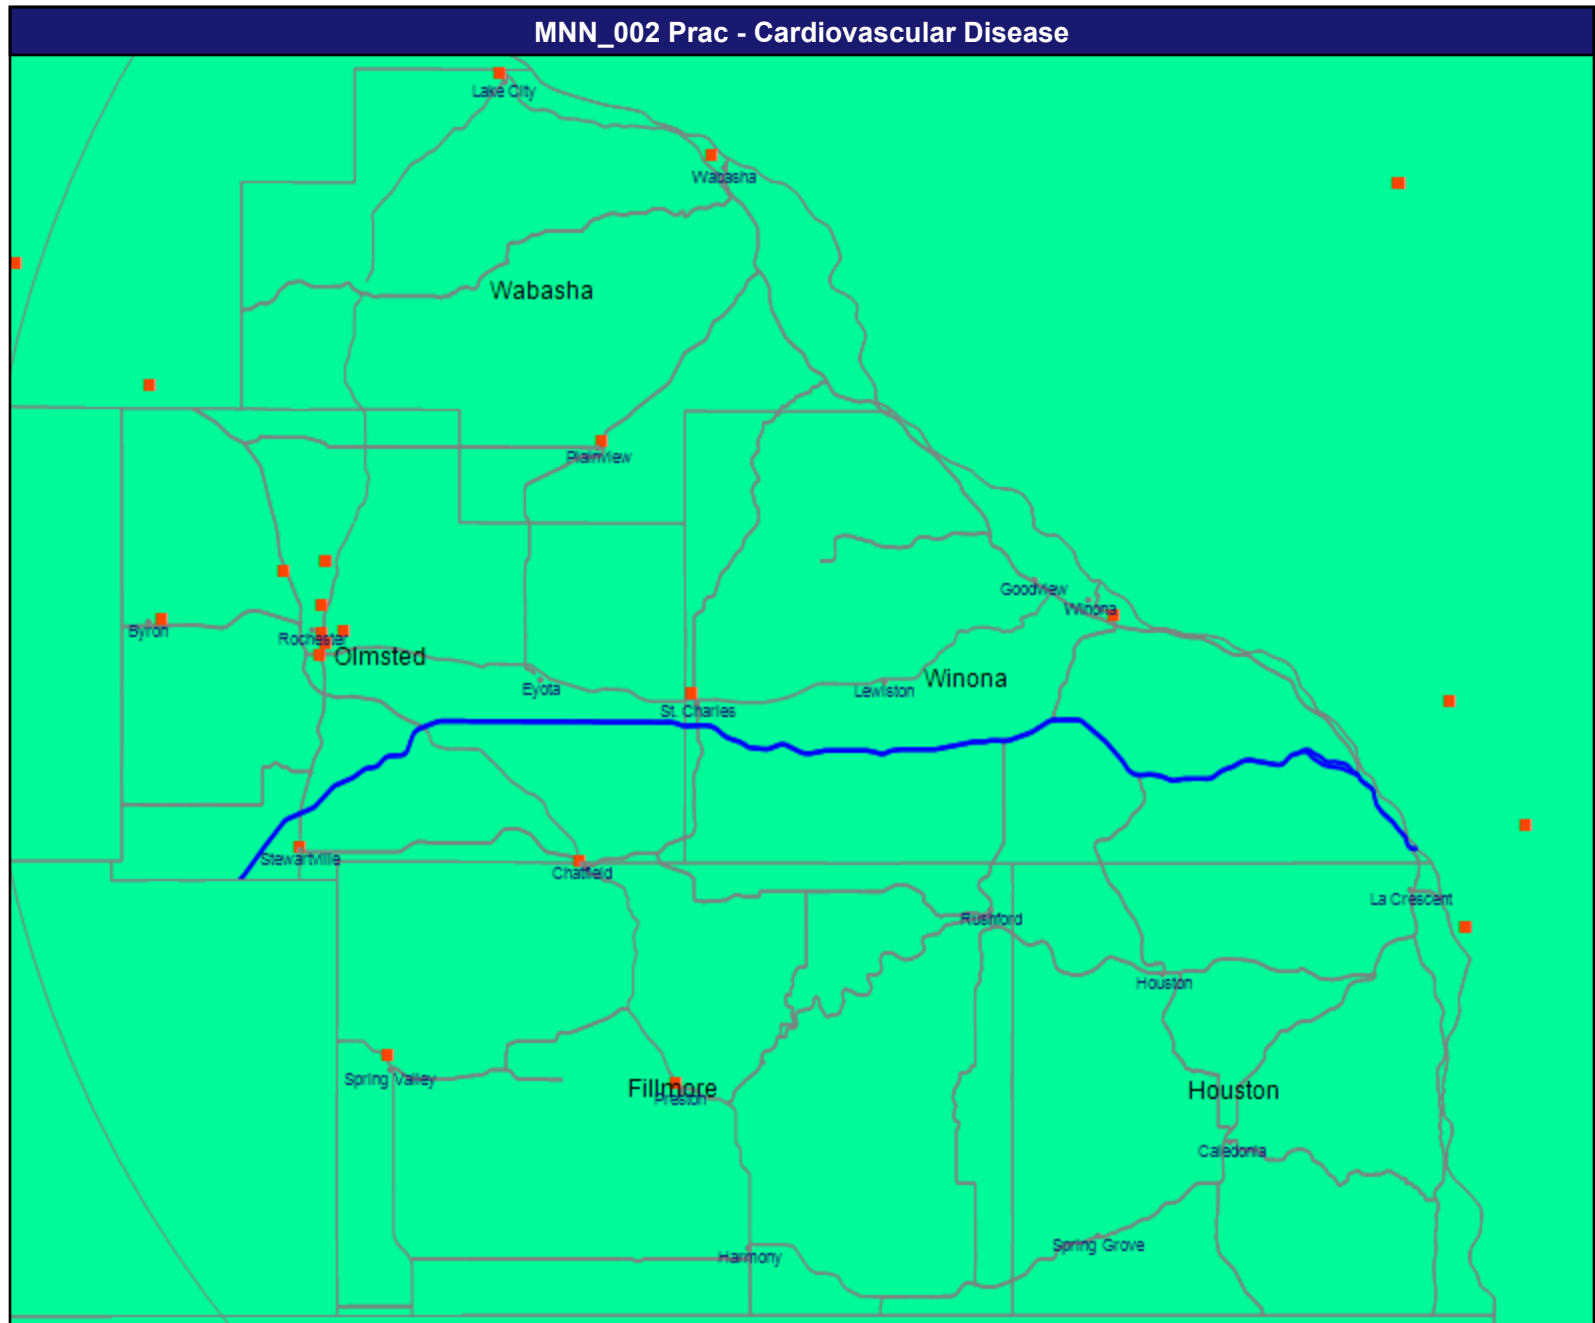 MNN_002 Prac - Cardiovascular Disease
Lake City
Wabasha
Wabasha
Plainview
Goodview
Winona
Byron
Rochester
Olmsted
Eyota
St. Charles
Lewiston
Winona
Stewartville
Chatfield
La Crescent
Rushford
Houston
Spring Valley
Fillmore
Preston
Houston
Caledonia
Harmony
Spring Grove